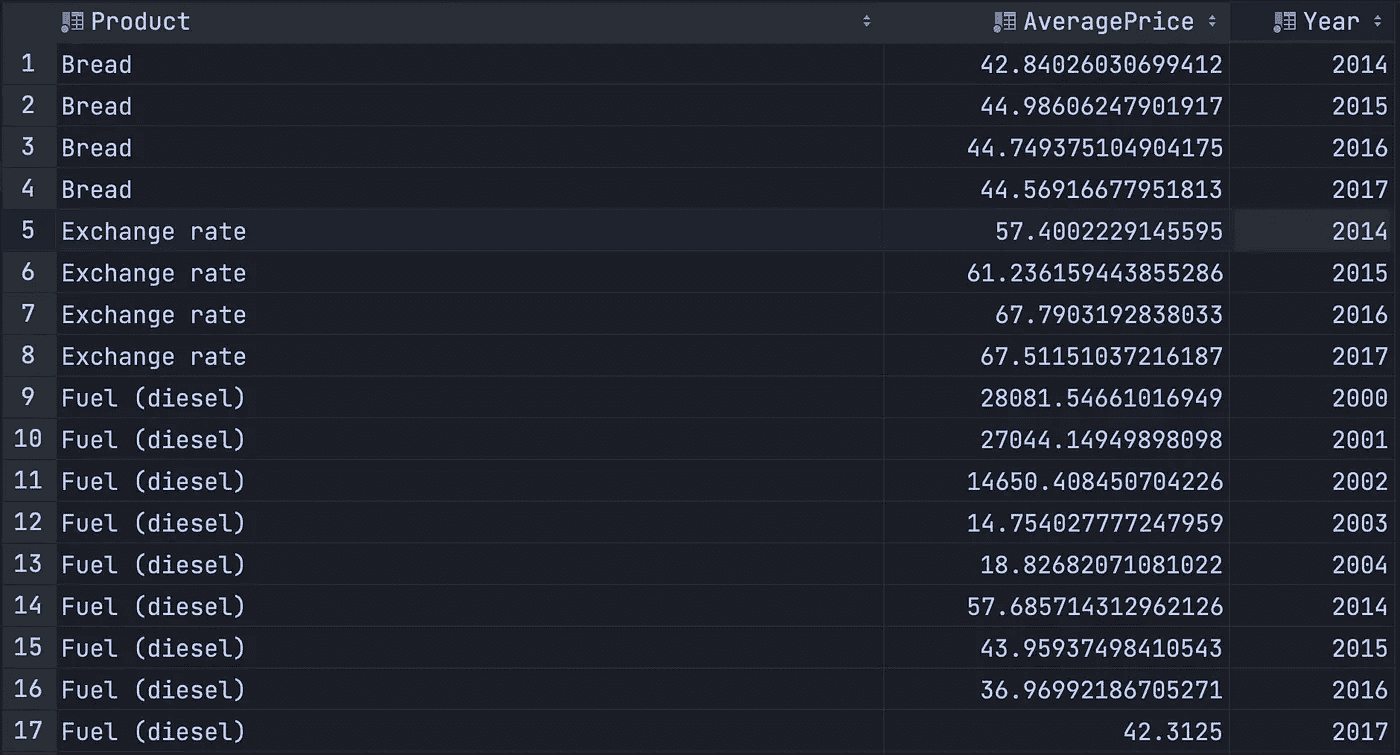 Product AveragePrice Year
1 Bread 42.84026030699412 2014
2 Bread 44.98606247901917 2015
3 Bread 44.749375104904175 2016
4 Bread 44.56916677951813 2017
5 Exchange rate 57.4002229145595 2014
6 Exchange rate 61.236159443855286 2015
7 Exchange rate 67.7903192838033 2016
8 Exchange rate 67.51151037216187 2017
9 Fuel (diesel) 28081.54661016949 2000
10 Fuel (diesel) 27044.14949898098 2001
11 Fuel (diesel) 14650.408450704226 2002
12 Fuel (diesel) 14.754027777247959 2003
13 Fuel (diesel) 18.82682071081022 2004
14 Fuel (diesel) 57.685714312962126 2014
15 Fuel (diesel) 43.95937498410543 2015
16 Fuel (diesel) 36.96992186705271 2016
17 Fuel (diesel) 42.3125 2017